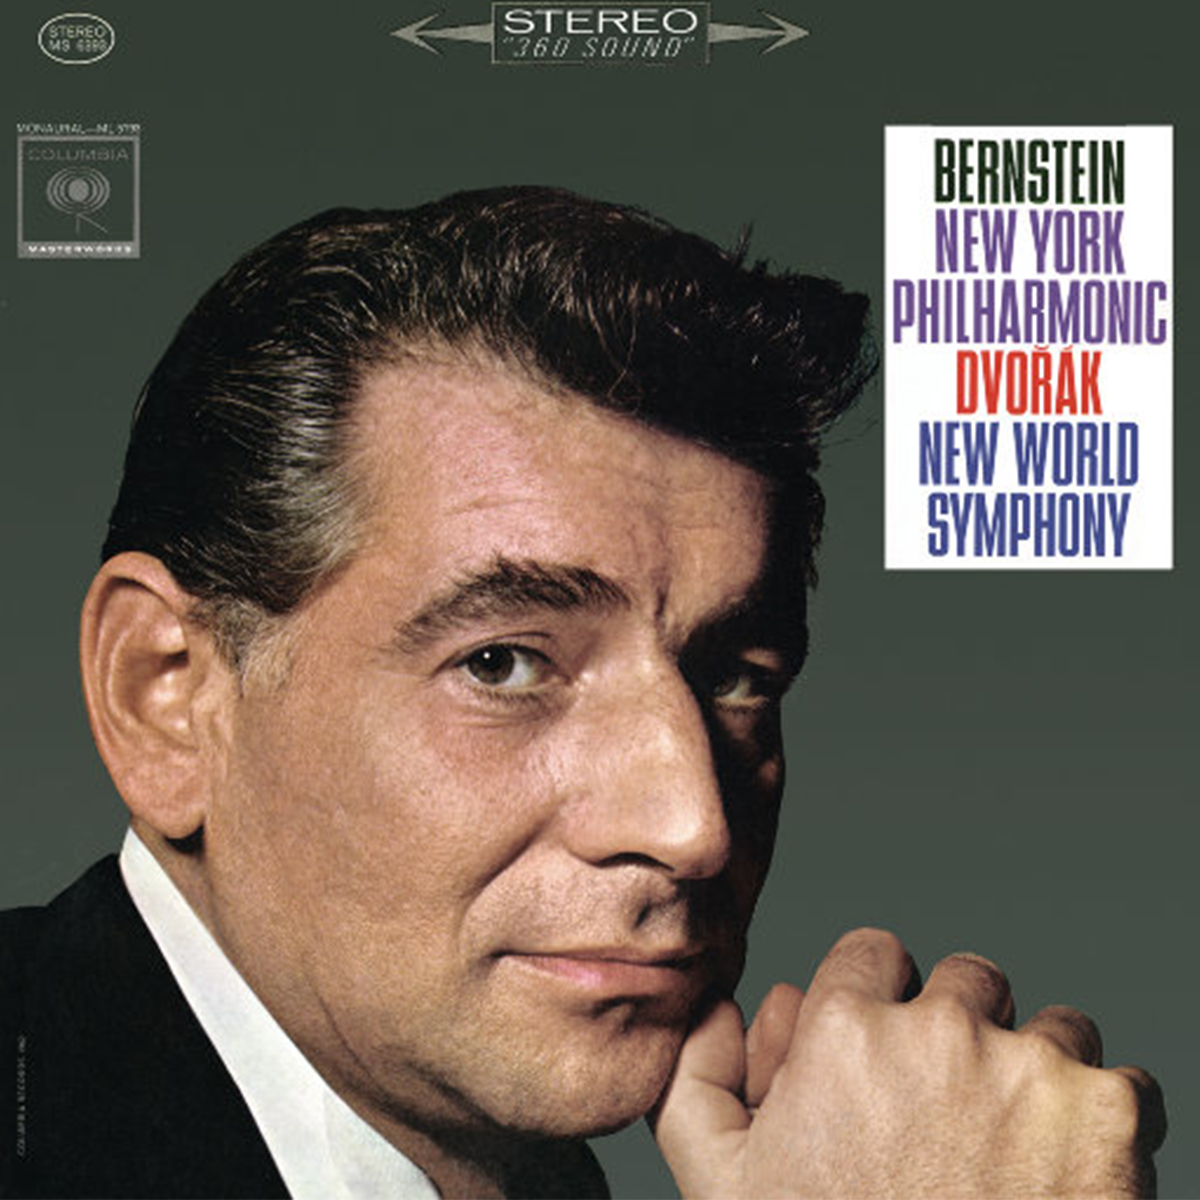 STEREO
MS 6393
STEREO
"360 SOUND"
MONAURAL—ML 5793
COLUMBIA
MASTERWORKS
BERNSTEIN
NEW YORK
PHILHARMONIC
DVOŘÁK
NEW WORLD
SYMPHONY